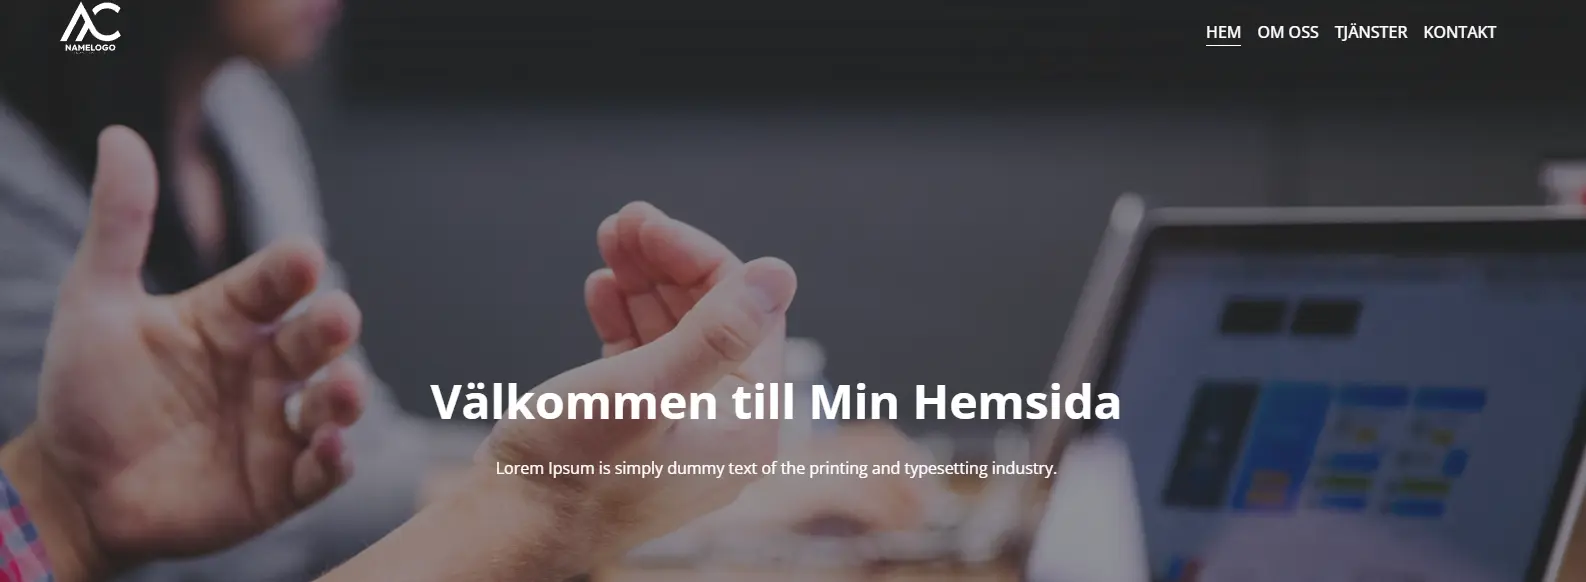 NAMELOGO
HEM OM OSS TJÄNSTER KONTAKT
Välkommen till Min Hemsida
Lorem Ipsum is simply dummy text of the printing and typesetting industry.